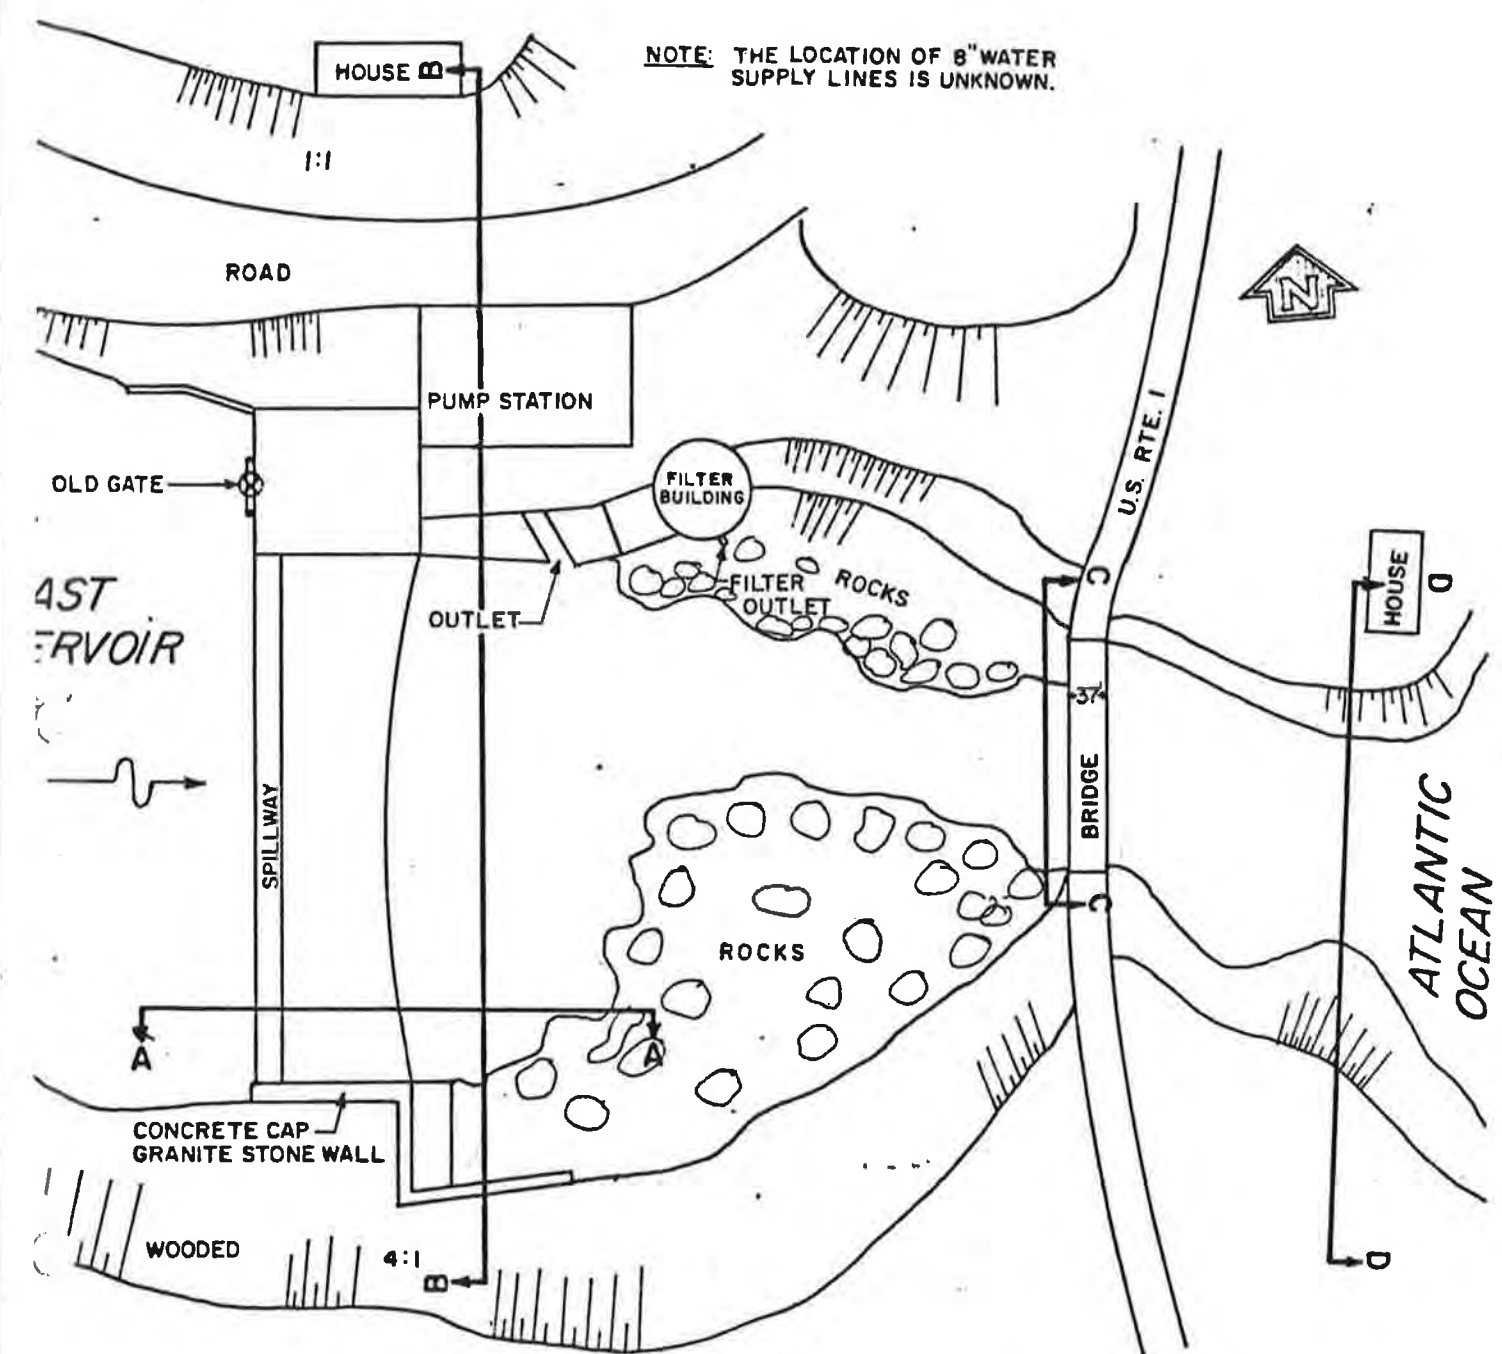 NOTE: THE LOCATION OF 8" WATER
SUPPLY LINES IS UNKNOWN.
HOUSE B
1:1
ROAD
N
PUMP STATION
U.S. RTE. 1
OLD GATE
FILTER
BUILDING
ROCKS
FILTER
OUTLET
OUTLET
C
HOUSE
D
AST
ERVOIR
37
BRIDGE
SPILLWAY
ATLANTIC
OCEAN
C
ROCKS
A
A
CONCRETE CAP
GRANITE STONE WALL
WOODED
4:1
B
D